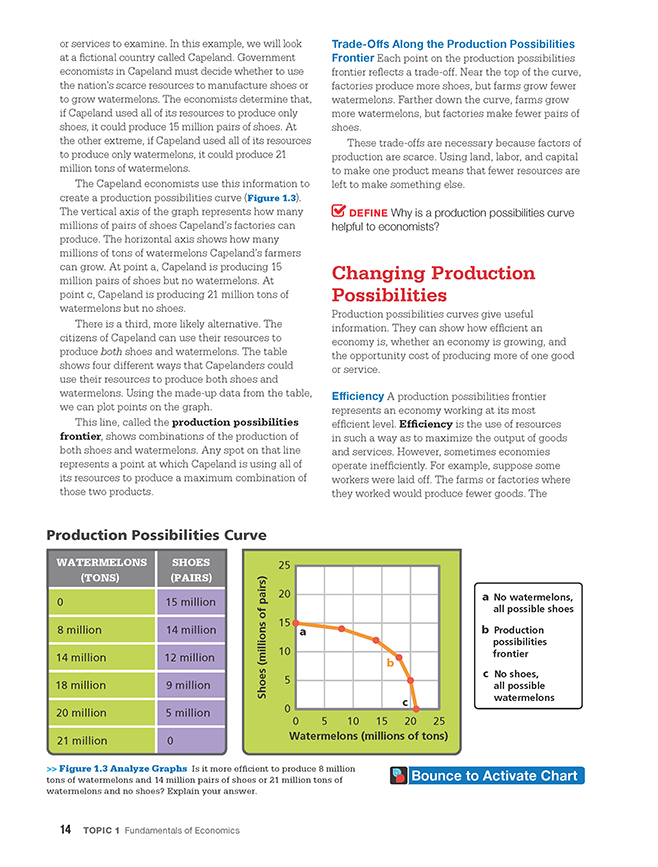 or services to examine. In this example, we will look
at a fictional country called Capeland. Government
economists in Capeland must decide whether to use
the nation's scarce resources to manufacture shoes or
to grow watermelons. The economists determine that,
if Capeland used all of its resources to produce only
shoes, it could produce 15 million pairs of shoes. At
the other extreme, if Capeland used all of its resources
to produce only watermelons, it could produce 21
million tons of watermelons.
The Capeland economists use this information to
create a production possibilities curve (Figure 1.3).
The vertical axis of the graph represents how many
millions of pairs of shoes Capeland's factories can
produce. The horizontal axis shows how many
millions of tons of watermelons Capeland's farmers
can grow. At point a, Capeland is producing 15
million pairs of shoes but no watermelons. At
point c, Capeland is producing 21 million tons of
watermelons but no shoes.
There is a third, more likely alternative. The
citizens of Capeland can use their resources to
produce both shoes and watermelons. The table
shows four different ways that Capelanders could
use their resources to produce both shoes and
watermelons. Using the made-up data from the table,
we can plot points on the graph.
This line, called the production possibilities
frontier, shows combinations of the production of
both shoes and watermelons. Any spot on that line
represents a point at which Capeland is using all of
its resources to produce a maximum combination of
those two products.
Trade-Offs Along the Production Possibilities
Frontier Each point on the production possibilities
frontier reflects a trade-off. Near the top of the curve,
factories produce more shoes, but farms grow fewer
watermelons. Farther down the curve, farms grow
more watermelons, but factories make fewer pairs of
shoes.
These trade-offs are necessary because factors of
production are scarce. Using land, labor, and capital
to make one product means that fewer resources are
left to make something else.
DEFINE Why is a production possibilities curve
helpful to economists?
Changing Production
Possibilities
Production possibilities curves give useful
information. They can show how efficient an
economy is, whether an economy is growing, and
the opportunity cost of producing more of one good
or service.
Efficiency A production possibilities frontier
represents an economy working at its most
efficient level. Efficiency is the use of resources
in such a way as to maximize the output of goods
and services. However, sometimes economies
operate inefficiently. For example, suppose some
workers were laid off. The farms or factories where
they worked would produce fewer goods. The
Production Possibilities Curve
WATERMELONS (TONS) SHOES (PAIRS)
0 15 million
8 million 14 million
14 million 12 million
18 million 9 million
20 million 5 million
21 million 0
Shoes (millions of pairs)
25
20
15
10
5
0
a
b
c
0 5 10 15 20 25
Watermelons (millions of tons)
a No watermelons,
all possible shoes
b Production
possibilities
frontier
c No shoes,
all possible
watermelons
>> Figure 1.3 Analyze Graphs Is it more efficient to produce 8 million
tons of watermelons and 14 million pairs of shoes or 21 million tons of
watermelons and no shoes? Explain your answer.
Bounce to Activate Chart
14 TOPIC 1 Fundamentals of Economics